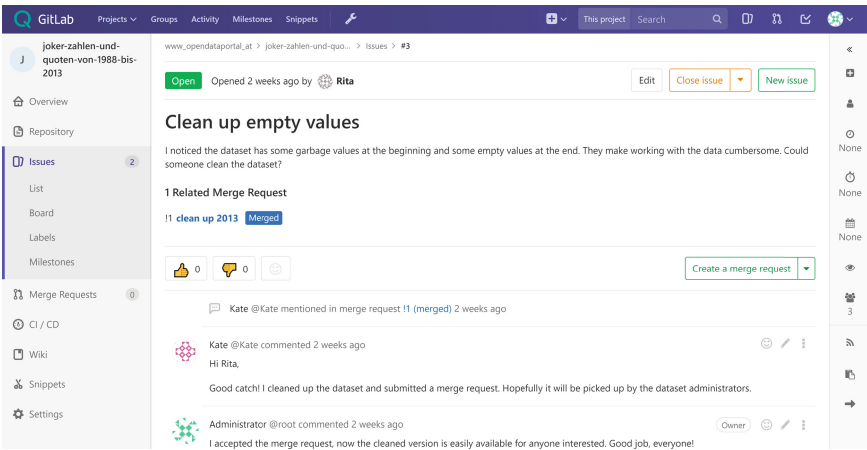 GitLab Projects Groups Activity Milestones Snippets This project Search
J joker-zahlen-und-
quoten-von-1988-bis-
2013
Overview
Repository
Issues 2
List
Board
Labels
Milestones
Merge Requests 0
CI / CD
Wiki
Snippets
Settings
www_opendataportal_at > joker-zahlen-und-quo... > Issues > #3
Open Opened 2 weeks ago by Rita Edit Close issue New issue
Clean up empty values
I noticed the dataset has some garbage values at the beginning and some empty values at the end. They make working with the data cumbersome. Could
someone clean the dataset?
1 Related Merge Request
!1 clean up 2013 Merged
0 0 Create a merge request
Kate @Kate mentioned in merge request !1 (merged) 2 weeks ago
Kate @Kate commented 2 weeks ago
Hi Rita,
Good catch! I cleaned up the dataset and submitted a merge request. Hopefully it will be picked up by the dataset administrators.
Administrator @root commented 2 weeks ago Owner
I accepted the merge request, now the cleaned version is easily available for anyone interested. Good job, everyone!
«
None
None
None
3